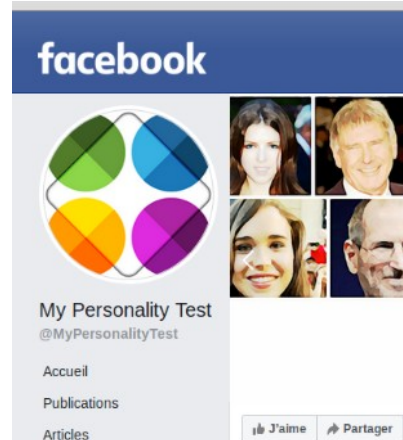 facebook
My Personality Test
@MyPersonalityTest
Accueil
Publications
Articles
J'aime Partager